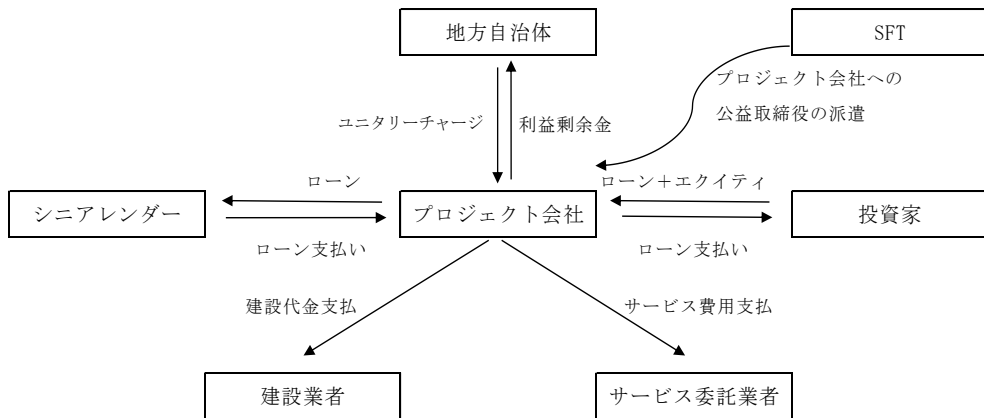 地方自治体
SFT
プロジェクト会社への
公益取締役の派遣
ユニタリーチャージ
利益剰余金
ローン
ローン＋エクイティ
シニアレンダー
プロジェクト会社
投資家
ローン支払い
ローン支払い
建設代金支払
サービス費用支払
建設業者
サービス委託業者